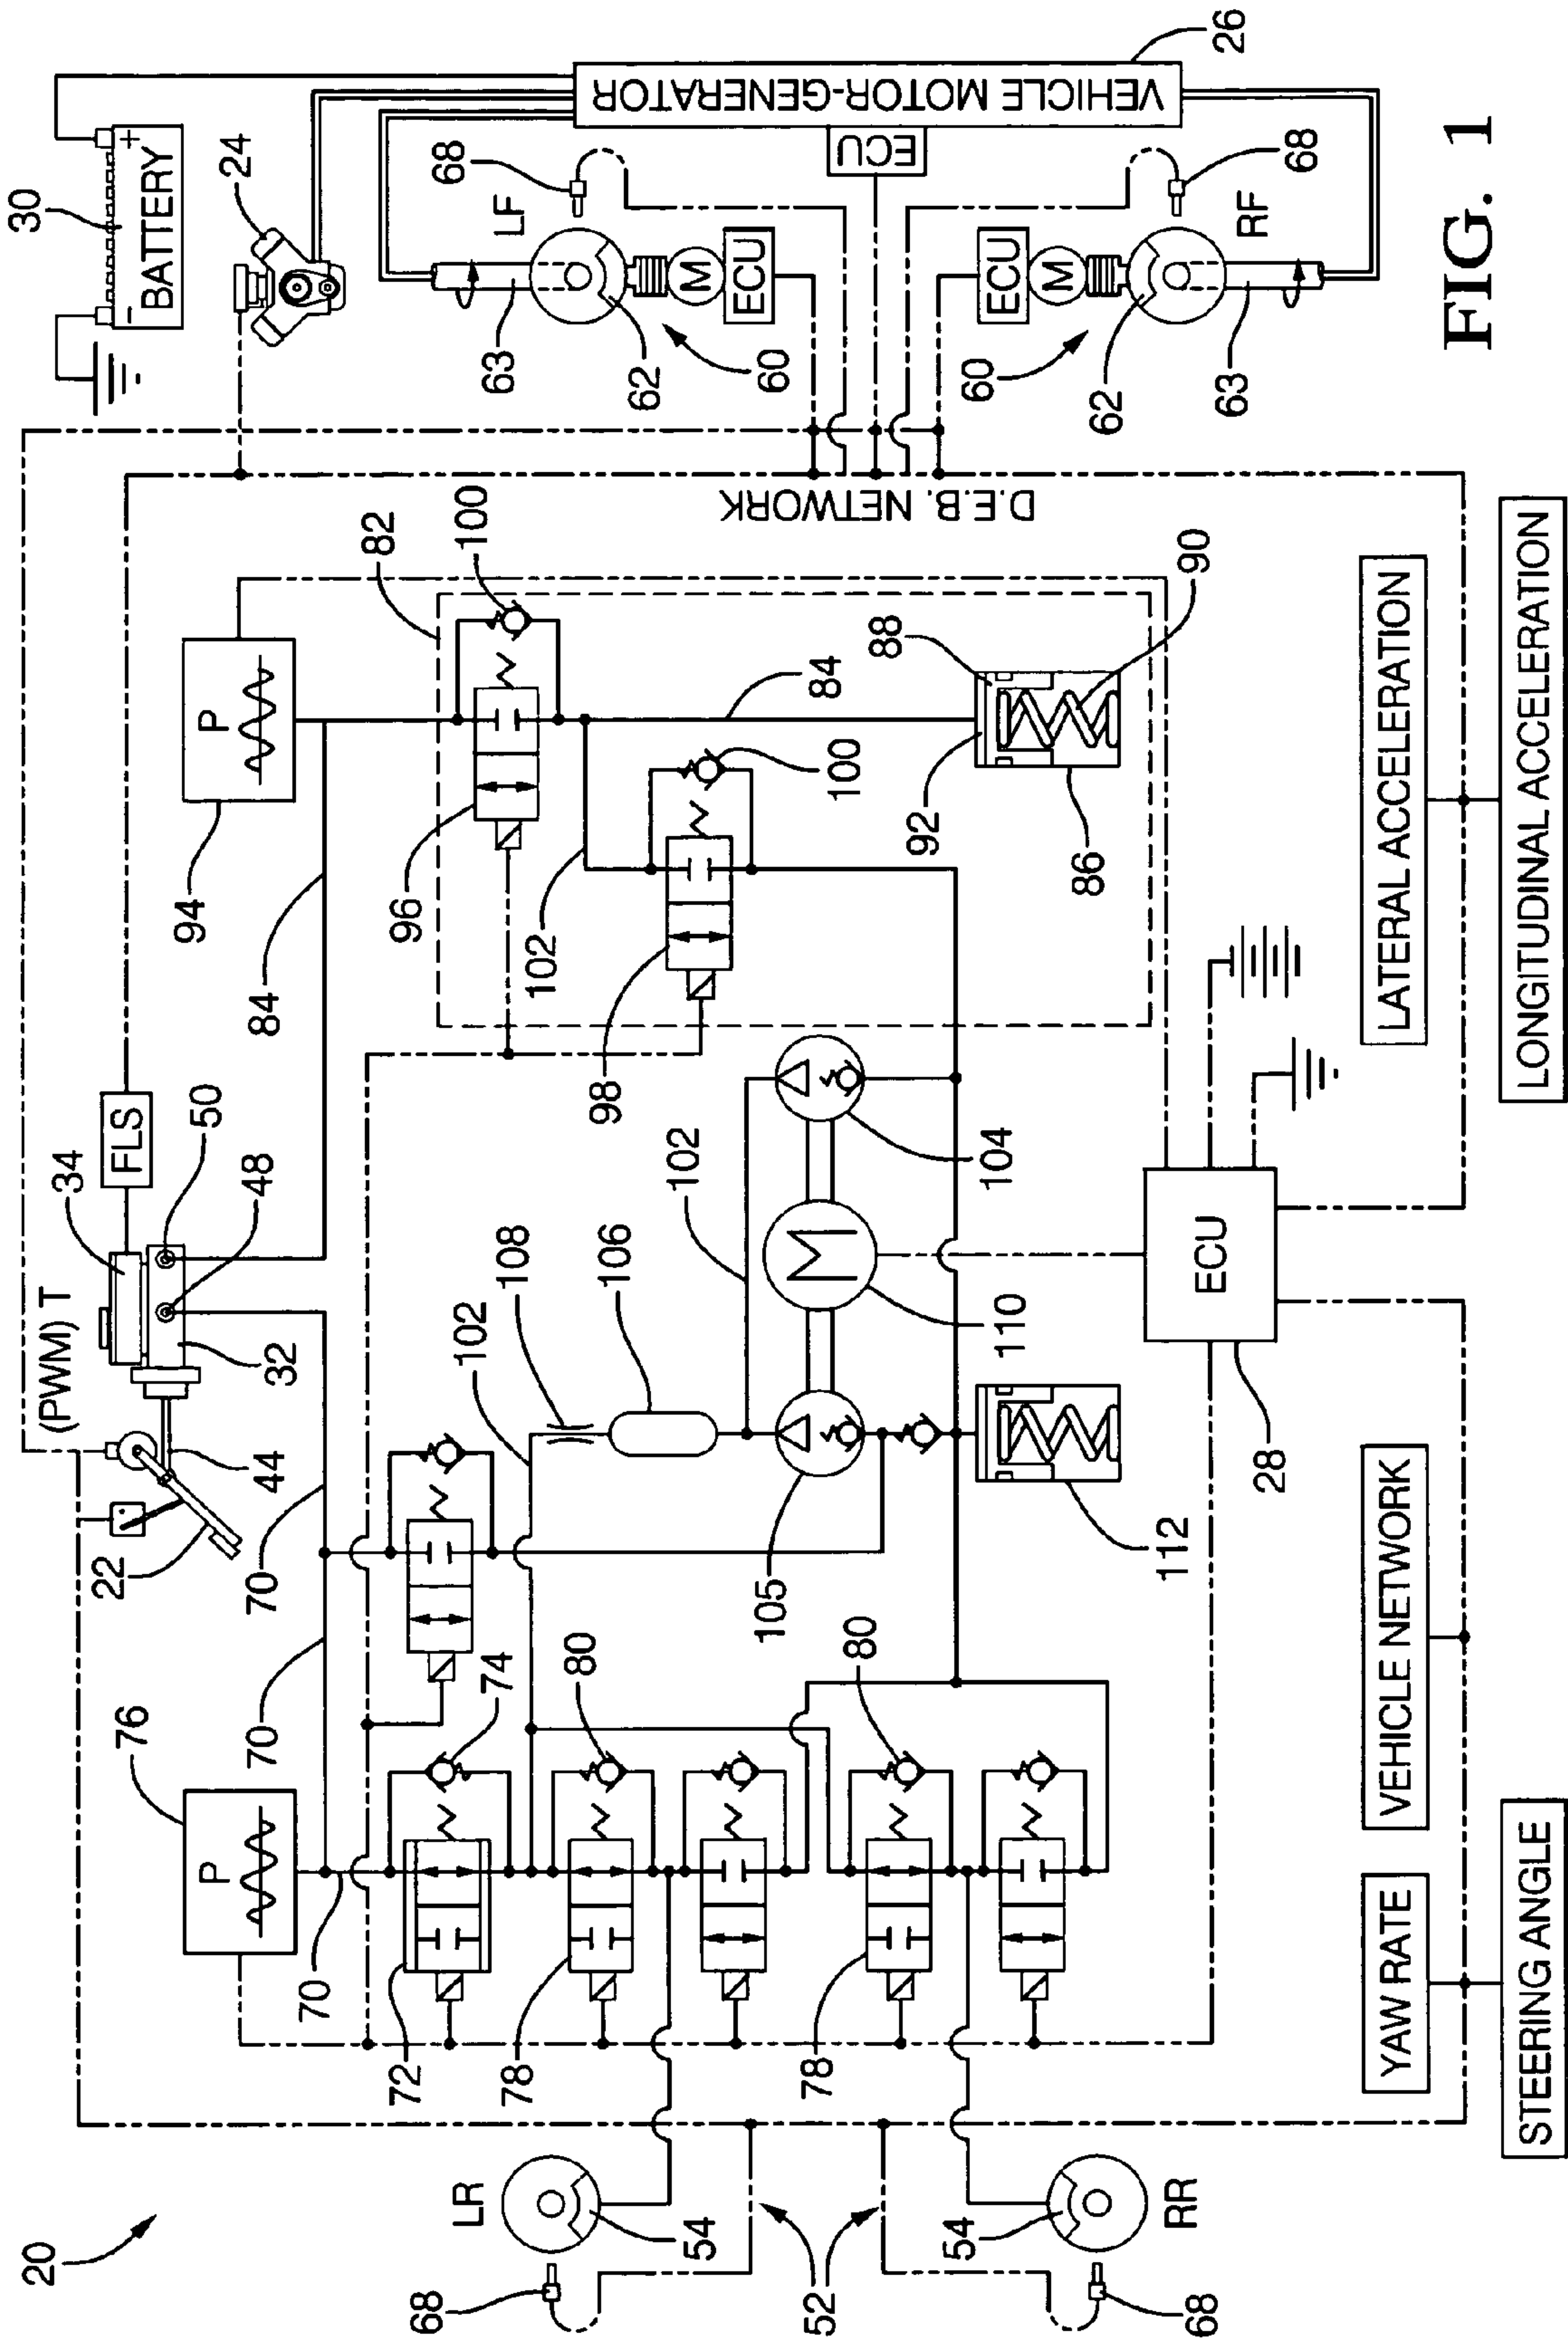 FIG. 1
20
(PWM) T
22
44
32
34
48
50
FLS
30
BATTERY
+
-
24
26
VEHICLE MOTOR-GENERATOR
ECU
LF
68
63
62
60
M
ECU
RF
68
63
62
60
M
ECU
D.E.B. NETWORK
76
P
70
70
70
70
72
74
78
80
78
80
94
P
84
84
82
96
98
100
100
102
102
102
88
90
92
86
104
105
106
108
110
M
112
ECU
28
LR
54
68
RR
54
68
52
YAW RATE
STEERING ANGLE
VEHICLE NETWORK
LATERAL ACCELERATION
LONGITUDINAL ACCELERATION